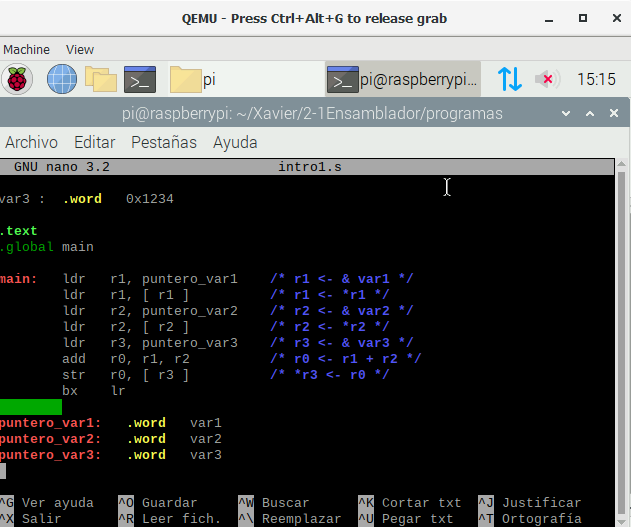 QEMU - Press Ctrl+Alt+G to release grab
Machine View
pi pi@raspberrypi... 15:15
pi@raspberrypi: ~/Xavier/2-1Ensamblador/programas
Archivo Editar Pestañas Ayuda
GNU nano 3.2 intro1.s
var3 : .word 0x1234
.text
.global main
main: ldr r1, puntero_var1 /* r1 <- & var1 */
ldr r1, [ r1 ] /* r1 <- *r1 */
ldr r2, puntero_var2 /* r2 <- & var2 */
ldr r2, [ r2 ] /* r2 <- *r2 */
ldr r3, puntero_var3 /* r3 <- & var3 */
add r0, r1, r2 /* r0 <- r1 + r2 */
str r0, [ r3 ] /* *r3 <- r0 */
bx lr
puntero_var1: .word var1
puntero_var2: .word var2
puntero_var3: .word var3
^G Ver ayuda ^O Guardar ^W Buscar ^K Cortar txt ^J Justificar
^X Salir ^R Leer fich. ^\ Reemplazar ^U Pegar txt ^T Ortografía